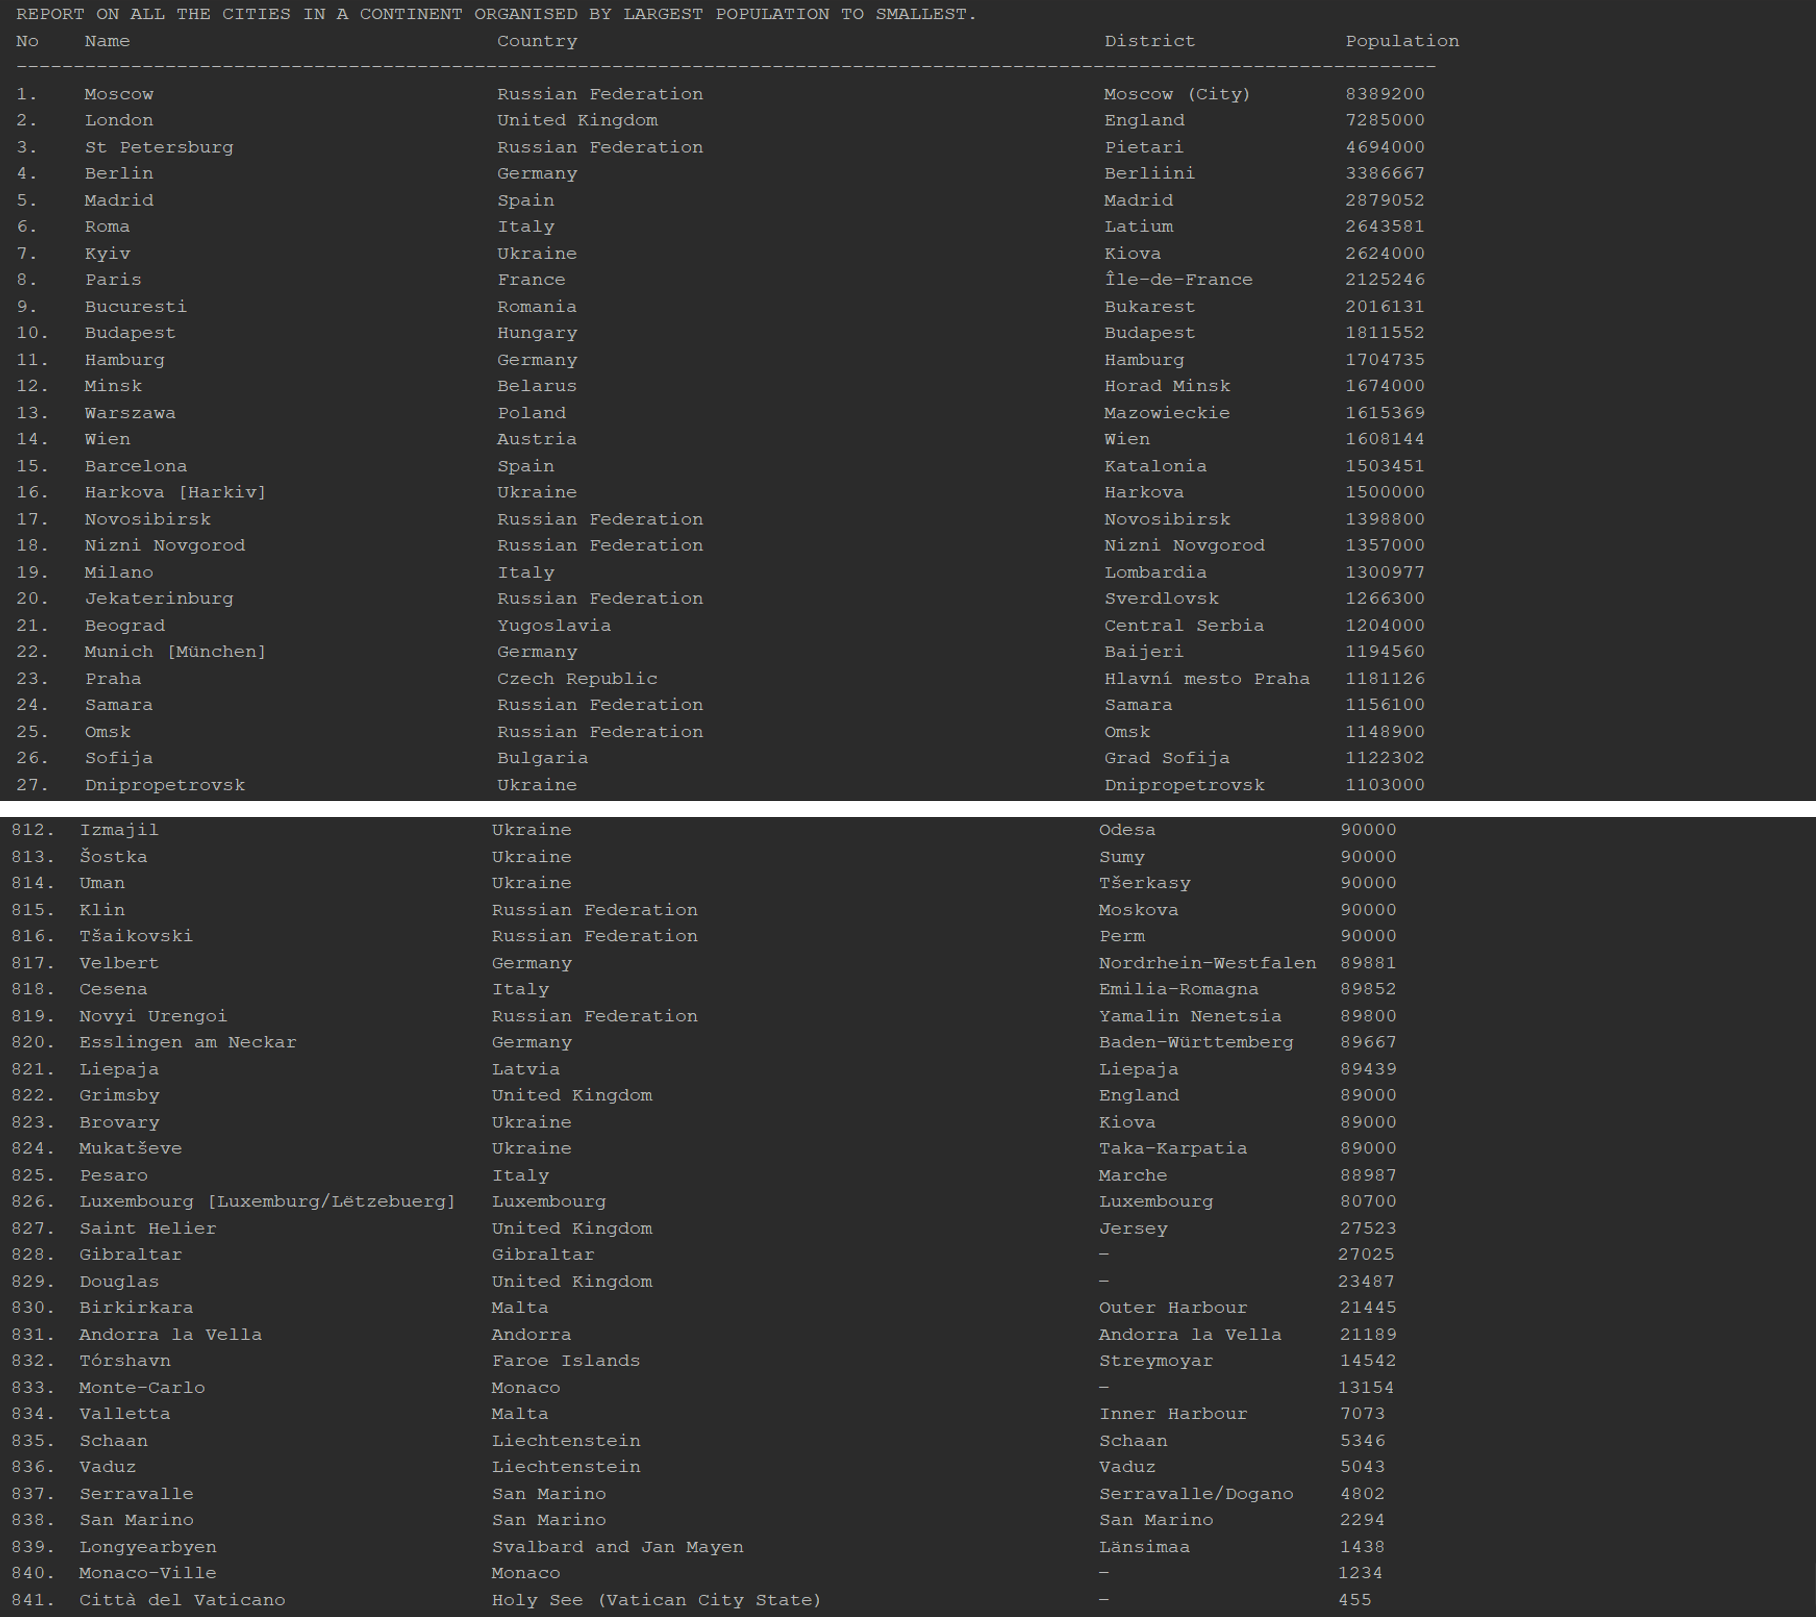 REPORT ON ALL THE CITIES IN A CONTINENT ORGANISED BY LARGEST POPULATION TO SMALLEST.
No Name Country District Population
------------------------------------------------------------------------------------------------------------------------
1. Moscow Russian Federation Moscow (City) 8389200
2. London United Kingdom England 7285000
3. St Petersburg Russian Federation Pietari 4694000
4. Berlin Germany Berliini 3386667
5. Madrid Spain Madrid 2879052
6. Roma Italy Latium 2643581
7. Kyiv Ukraine Kiova 2624000
8. Paris France Île-de-France 2125246
9. Bucuresti Romania Bukarest 2016131
10. Budapest Hungary Budapest 1811552
11. Hamburg Germany Hamburg 1704735
12. Minsk Belarus Horad Minsk 1674000
13. Warszawa Poland Mazowieckie 1615369
14. Wien Austria Wien 1608144
15. Barcelona Spain Katalonia 1503451
16. Harkova [Harkiv] Ukraine Harkova 1500000
17. Novosibirsk Russian Federation Novosibirsk 1398800
18. Nizni Novgorod Russian Federation Nizni Novgorod 1357000
19. Milano Italy Lombardia 1300977
20. Jekaterinburg Russian Federation Sverdlovsk 1266300
21. Beograd Yugoslavia Central Serbia 1204000
22. Munich [München] Germany Baijeri 1194560
23. Praha Czech Republic Hlavní mesto Praha 1181126
24. Samara Russian Federation Samara 1156100
25. Omsk Russian Federation Omsk 1148900
26. Sofija Bulgaria Grad Sofija 1122302
27. Dnipropetrovsk Ukraine Dnipropetrovsk 1103000
812. Izmajil Ukraine Odesa 90000
813. Šostka Ukraine Sumy 90000
814. Uman Ukraine Tšerkasy 90000
815. Klin Russian Federation Moskova 90000
816. Tšaikovski Russian Federation Perm 90000
817. Velbert Germany Nordrhein-Westfalen 89881
818. Cesena Italy Emilia-Romagna 89852
819. Novyi Urengoi Russian Federation Yamalin Nenetsia 89800
820. Esslingen am Neckar Germany Baden-Württemberg 89667
821. Liepaja Latvia Liepaja 89439
822. Grimsby United Kingdom England 89000
823. Brovary Ukraine Kiova 89000
824. Mukatševe Ukraine Taka-Karpatia 89000
825. Pesaro Italy Marche 88987
826. Luxembourg [Luxemburg/Lëtzebuerg] Luxembourg Luxembourg 80700
827. Saint Helier United Kingdom Jersey 27523
828. Gibraltar Gibraltar – 27025
829. Douglas United Kingdom – 23487
830. Birkirkara Malta Outer Harbour 21445
831. Andorra la Vella Andorra Andorra la Vella 21189
832. Tórshavn Faroe Islands Streymoyar 14542
833. Monte-Carlo Monaco – 13154
834. Valletta Malta Inner Harbour 7073
835. Schaan Liechtenstein Schaan 5346
836. Vaduz Liechtenstein Vaduz 5043
837. Serravalle San Marino Serravalle/Dogano 4802
838. San Marino San Marino San Marino 2294
839. Longyearbyen Svalbard and Jan Mayen Länsimaa 1438
840. Monaco-Ville Monaco – 1234
841. Città del Vaticano Holy See (Vatican City State) – 455